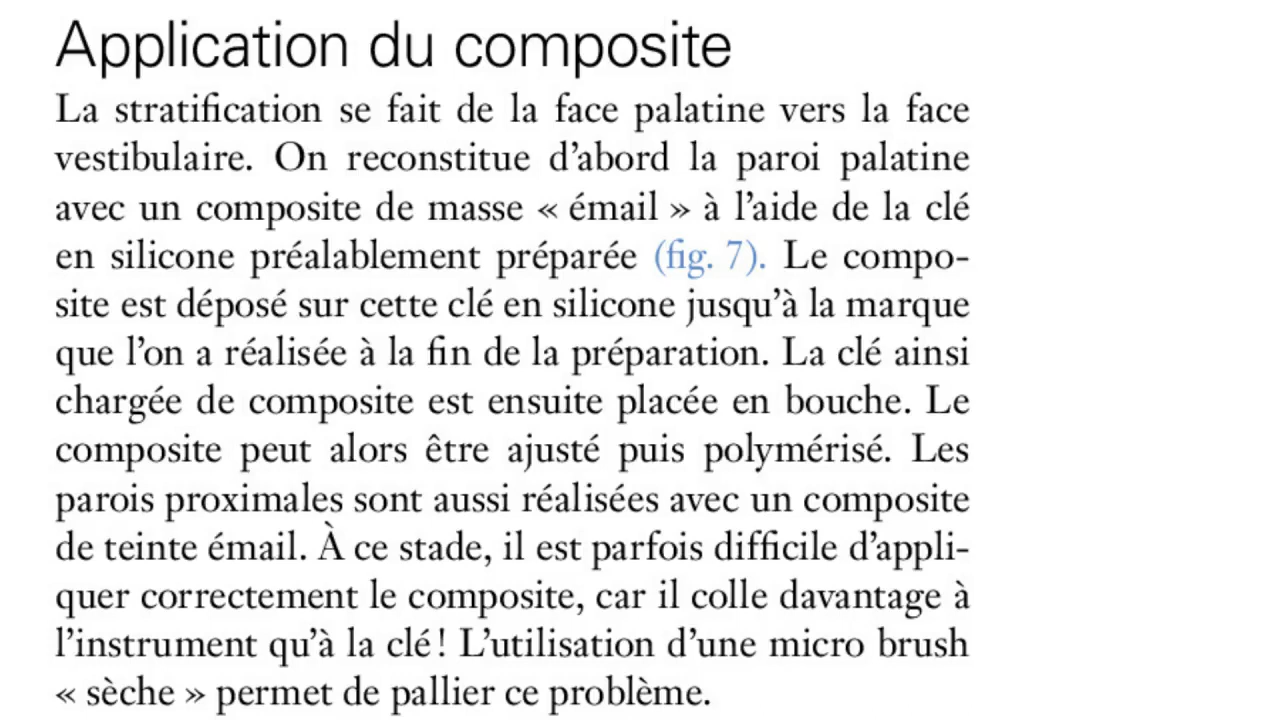 Application du composite
La stratification se fait de la face palatine vers la face
vestibulaire. On reconstitue d’abord la paroi palatine
avec un composite de masse « émail » à l’aide de la clé
en silicone préalablement préparée (fig. 7). Le compo-
site est déposé sur cette clé en silicone jusqu’à la marque
que l’on a réalisée à la fin de la préparation. La clé ainsi
chargée de composite est ensuite placée en bouche. Le
composite peut alors être ajusté puis polymérisé. Les
parois proximales sont aussi réalisées avec un composite
de teinte émail. À ce stade, il est parfois difficile d’appli-
quer correctement le composite, car il colle davantage à
l’instrument qu’à la clé ! L’utilisation d’une micro brush
« sèche » permet de pallier ce problème.